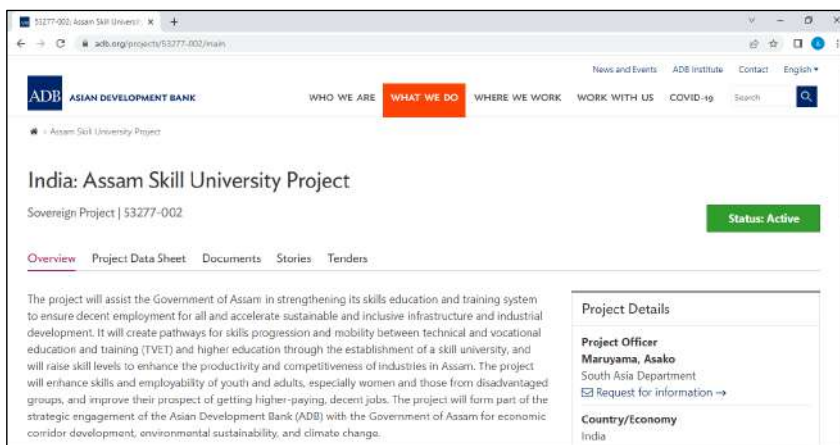 53277-002: Assam Skill Universit
adb.org/projects/53277-002/main
News and Events ADB Institute Contact English
ADB ASIAN DEVELOPMENT BANK WHO WE ARE WHAT WE DO WHERE WE WORK WORK WITH US COVID-19 Search
Assam Skill University Project
India: Assam Skill University Project
Sovereign Project | 53277-002
Status: Active
Overview Project Data Sheet Documents Stories Tenders
The project will assist the Government of Assam in strengthening its skills education and training system
to ensure decent employment for all and accelerate sustainable and inclusive infrastructure and industrial
development. It will create pathways for skills progression and mobility between technical and vocational
education and training (TVET) and higher education through the establishment of a skill university, and
will raise skill levels to enhance the productivity and competitiveness of industries in Assam. The project
will enhance skills and employability of youth and adults, especially women and those from disadvantaged
groups, and improve their prospect of getting higher-paying, decent jobs. The project will form part of the
strategic engagement of the Asian Development Bank (ADB) with the Government of Assam for economic
corridor development, environmental sustainability, and climate change.
Project Details
Project Officer
Maruyama, Asako
South Asia Department
Request for information →
Country/Economy
India